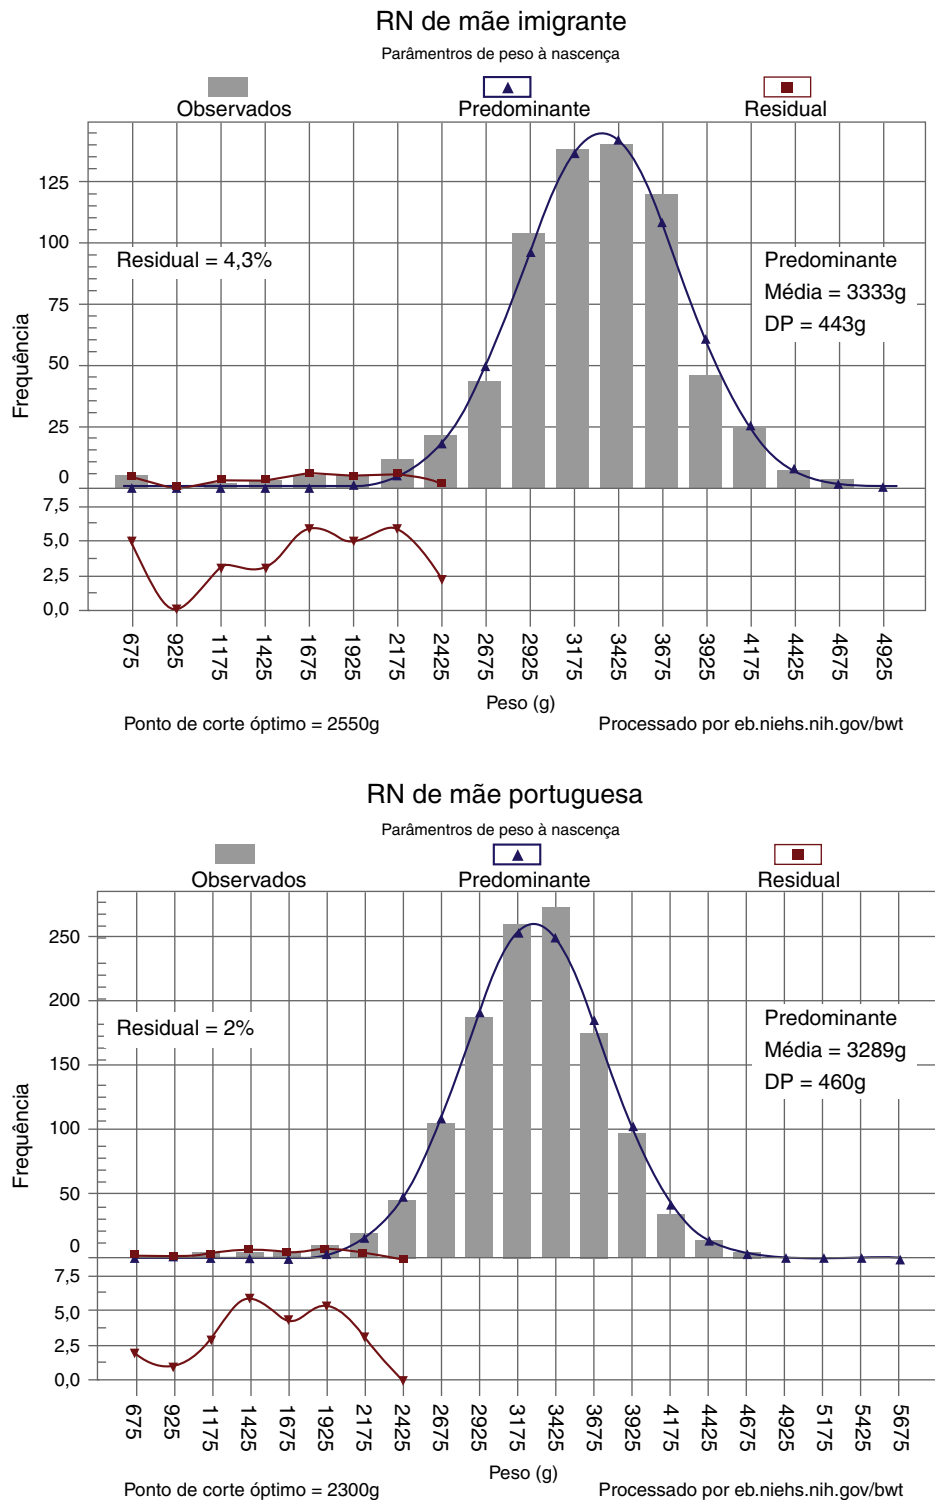 RN de mãe imigrante
Parâmentros de peso à nascença
Observados Predominante Residual
125
100
75
50
25
0
7,5
5,0
2,5
0,0
Frequência
Residual = 4,3%
Predominante
Média = 3333g
DP = 443g
675 925 1175 1425 1675 1925 2175 2425 2675 2925 3175 3425 3675 3925 4175 4425 4675 4925
Peso (g)
Ponto de corte óptimo = 2550g Processado por eb.niehs.nih.gov/bwt
RN de mãe portuguesa
Parâmentros de peso à nascença
Observados Predominante Residual
250
200
150
100
50
0
7,5
5,0
2,5
0,0
Frequência
Residual = 2%
Predominante
Média = 3289g
DP = 460g
675 925 1175 1425 1675 1925 2175 2425 2675 2925 3175 3425 3675 3925 4175 4425 4675 4925 5175 5425 5675
Peso (g)
Ponto de corte óptimo = 2300g Processado por eb.niehs.nih.gov/bwt